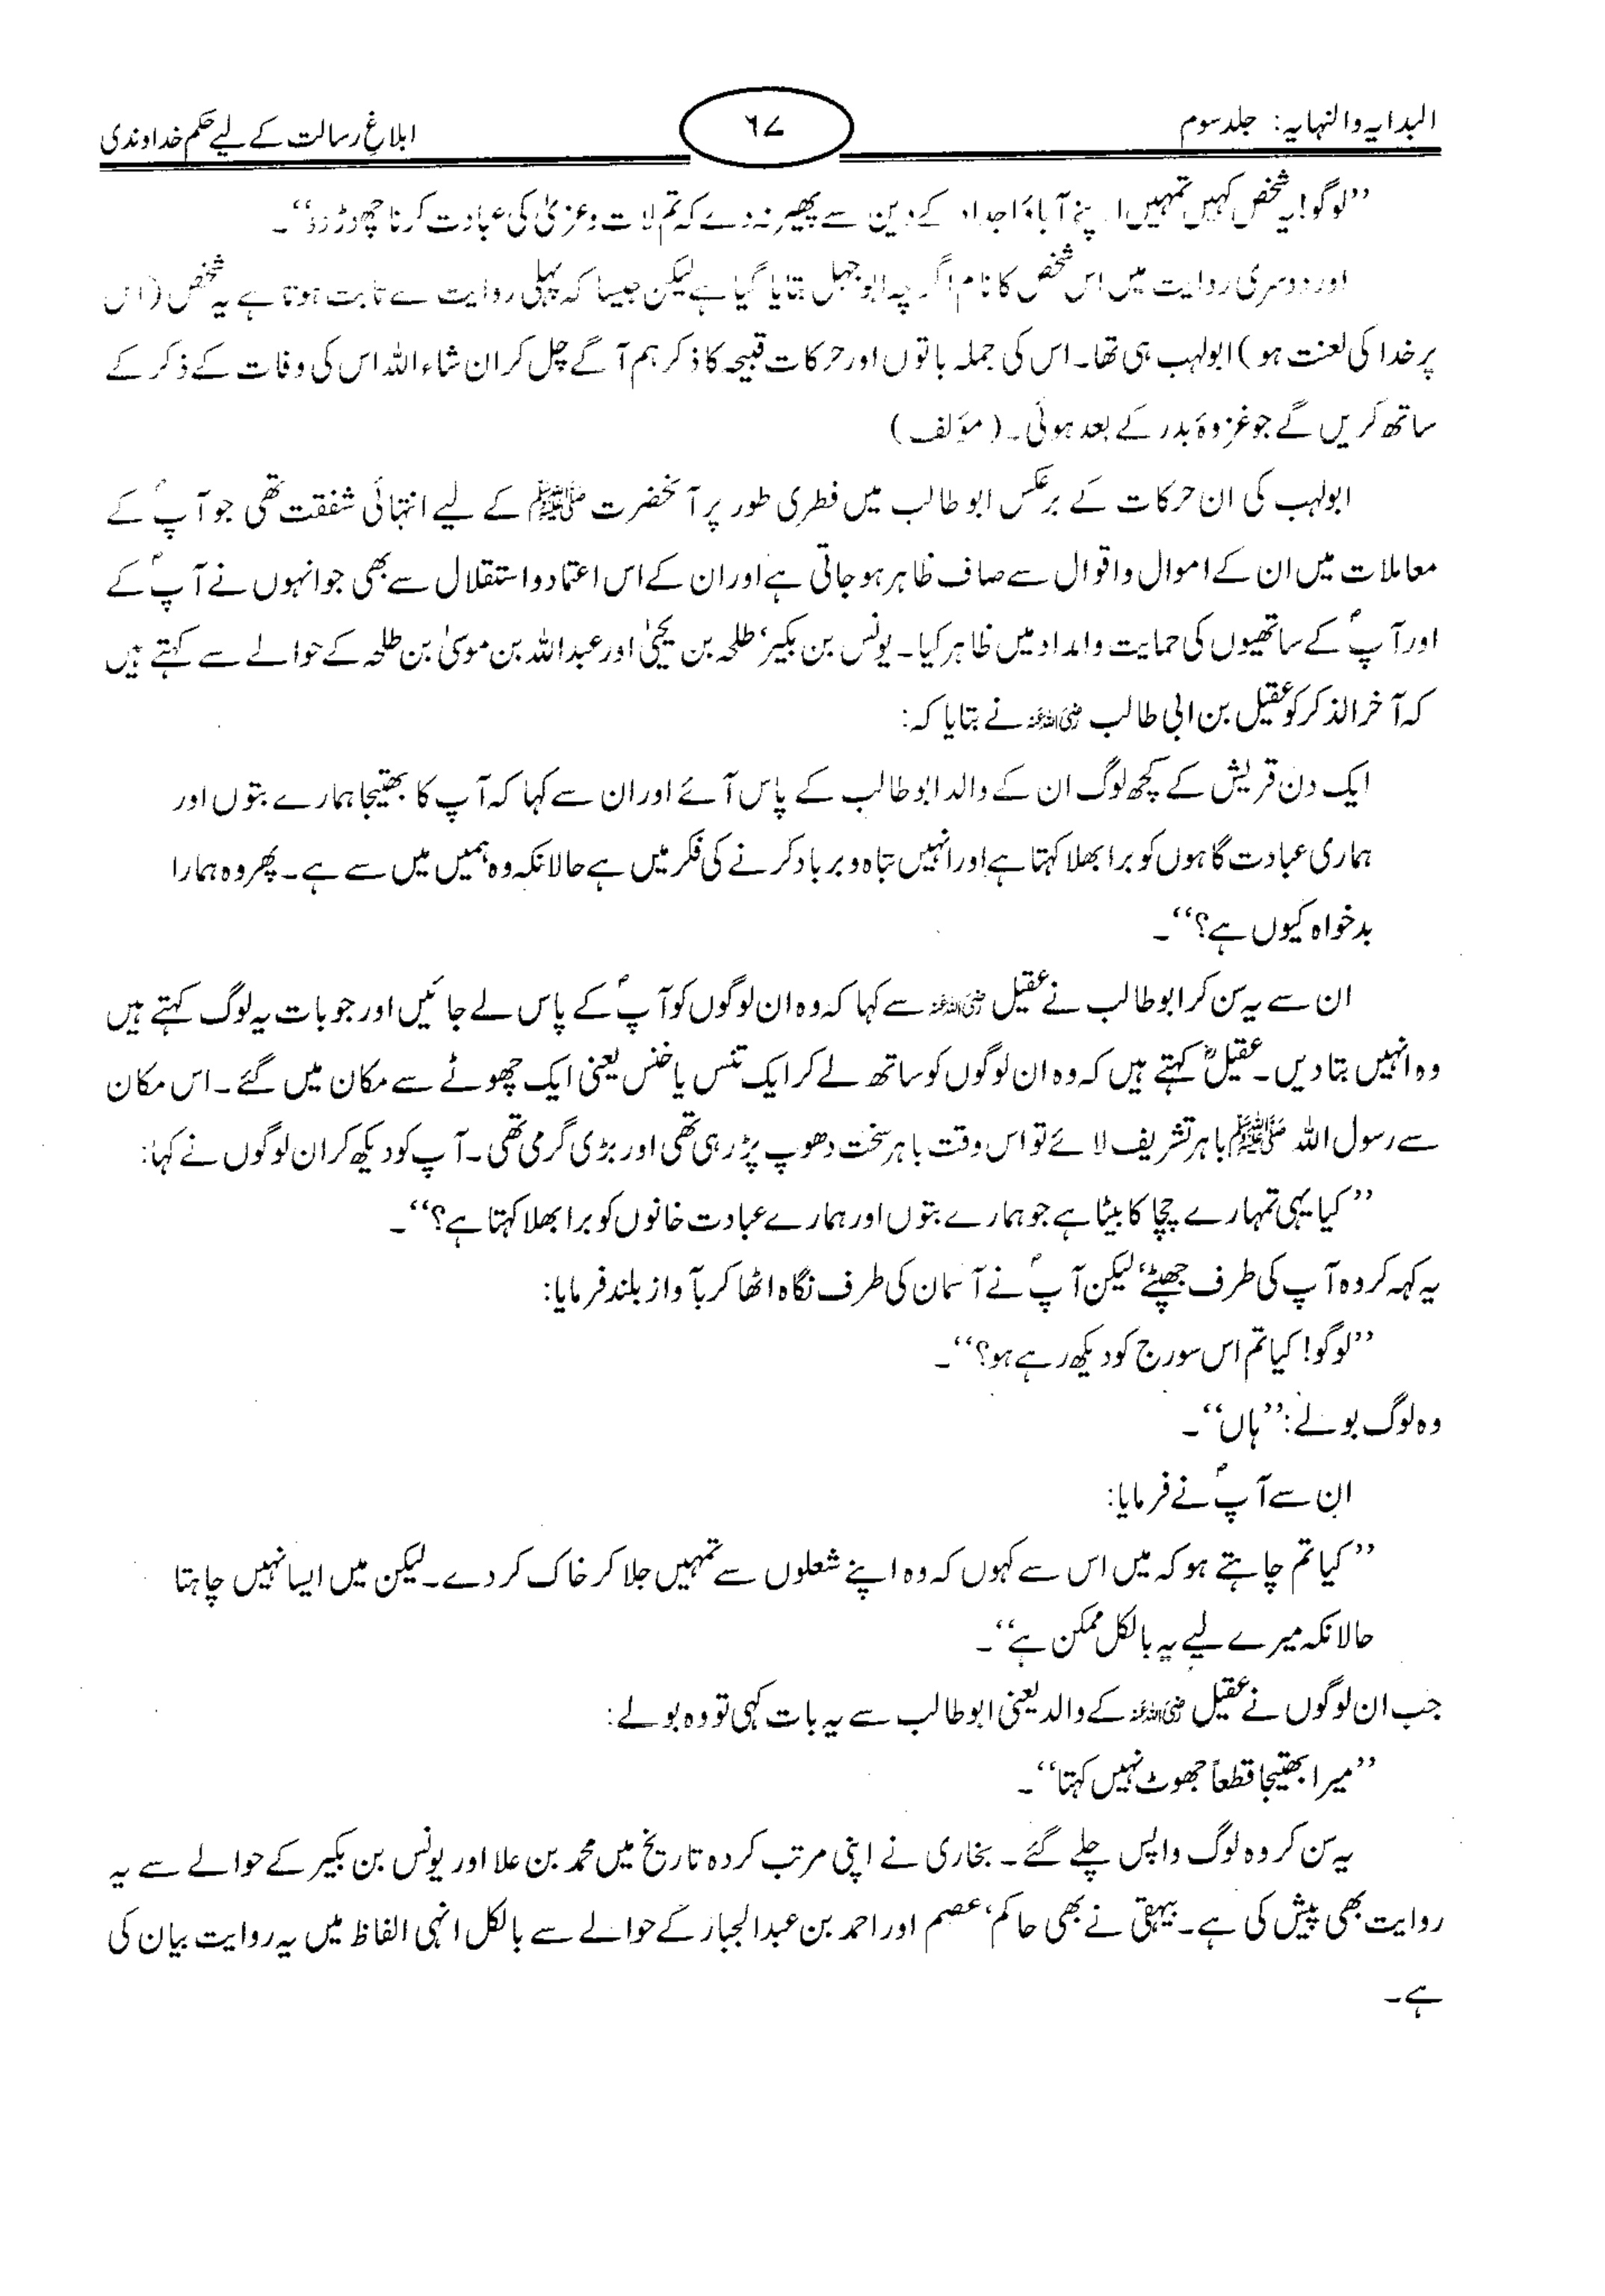 البدایہ والنہایہ: جلد سوم
۶۷
ابلاغِ رسالت کے لیے حکم خداوندی
’’لوگو! یہ شخص کہیں تمہیں اپنے آباؤ اجداد کے دین سے پھیر نہ دے کہ تم لات و عزیٰ کی عبادت کرنا چھوڑ دو‘‘۔
اور دوسری روایت میں اس شخص کا نام اگرچہ ابوجہل بتایا گیا ہے لیکن جیسا کہ پہلی روایت سے ثابت ہوتا ہے یہ شخص (اس
پر خدا کی لعنت ہو) ابولہب ہی تھا۔ اس کی جملہ باتوں اور حرکات قبیحہ کا ذکر ہم آگے چل کر ان شاء اللہ اس کی وفات کے ذکر کے
ساتھ کریں گے جو غزوۂ بدر کے بعد ہوئی۔ (مؤلف)
ابولہب کی ان حرکات کے برعکس ابوطالب میں فطری طور پر آنحضرت ﷺ کے لیے انتہائی شفقت تھی جو آپؐ کے
معاملات میں ان کے اموال و اقوال سے صاف ظاہر ہو جاتی ہے اور ان کے اس اعتماد و استقلال سے بھی جو انہوں نے آپؐ کے
اور آپؐ کے ساتھیوں کی حمایت و امداد میں ظاہر کیا۔ یونس بن بکیر‘ طلحہ بن یحییٰ اور عبد اللہ بن موسیٰ بن طلحہ کے حوالے سے کہتے ہیں
کہ آخر الذکر کو عقیل بن ابی طالب رضی اللہ عنہ نے بتایا کہ:
ایک دن قریش کے کچھ لوگ ان کے والد ابوطالب کے پاس آئے اور ان سے کہا کہ آپ کا بھتیجا ہمارے بتوں اور
ہماری عبادت گاہوں کو برا بھلا کہتا ہے اور انہیں تباہ و برباد کرنے کی فکر میں ہے حالانکہ وہ ہمیں میں سے ہے۔ پھر وہ ہمارا
بدخواہ کیوں ہے؟‘‘۔
ان سے یہ سن کر ابوطالب نے عقیل رضی اللہ عنہ سے کہا کہ وہ ان لوگوں کو آپؐ کے پاس لے جائیں اور جو بات یہ لوگ کہتے ہیں
وہ انہیں بتا دیں۔ عقیلؓ کہتے ہیں کہ وہ ان لوگوں کو ساتھ لے کر ایک تنس یا خنس یعنی ایک چھوٹے سے مکان میں گئے۔ اس مکان
سے رسول اللہ ﷺ باہر تشریف لائے تو اس وقت باہر سخت دھوپ پڑ رہی تھی اور بڑی گرمی تھی۔ آپ کو دیکھ کر ان لوگوں نے کہا:
’’کیا یہی تمہارے چچا کا بیٹا ہے جو ہمارے بتوں اور ہمارے عبادت خانوں کو برا بھلا کہتا ہے؟‘‘۔
یہ کہہ کر وہ آپ کی طرف جھپٹے‘ لیکن آپؐ نے آسمان کی طرف نگاہ اٹھا کر بآواز بلند فرمایا:
’’لوگو! کیا تم اس سورج کو دیکھ رہے ہو؟‘‘۔
وہ لوگ بولے: ’’ہاں‘‘۔
ان سے آپؐ نے فرمایا:
’’کیا تم چاہتے ہو کہ میں اس سے کہوں کہ وہ اپنے شعلوں سے تمہیں جلا کر خاک کر دے۔ لیکن میں ایسا نہیں چاہتا
حالانکہ میرے لیے یہ بالکل ممکن ہے‘‘۔
جب ان لوگوں نے عقیل رضی اللہ عنہ کے والد یعنی ابوطالب سے یہ بات کہی تو وہ بولے:
’’میرا بھتیجا قطعاً جھوٹ نہیں کہتا‘‘۔
یہ سن کر وہ لوگ واپس چلے گئے۔ بخاری نے اپنی مرتب کردہ تاریخ میں محمد بن علا اور یونس بن بکیر کے حوالے سے یہ
روایت بھی پیش کی ہے۔ بیہقی نے بھی حاکم‘ عصم اور احمد بن عبدالجبار کے حوالے سے بالکل انہی الفاظ میں یہ روایت بیان کی
ہے۔